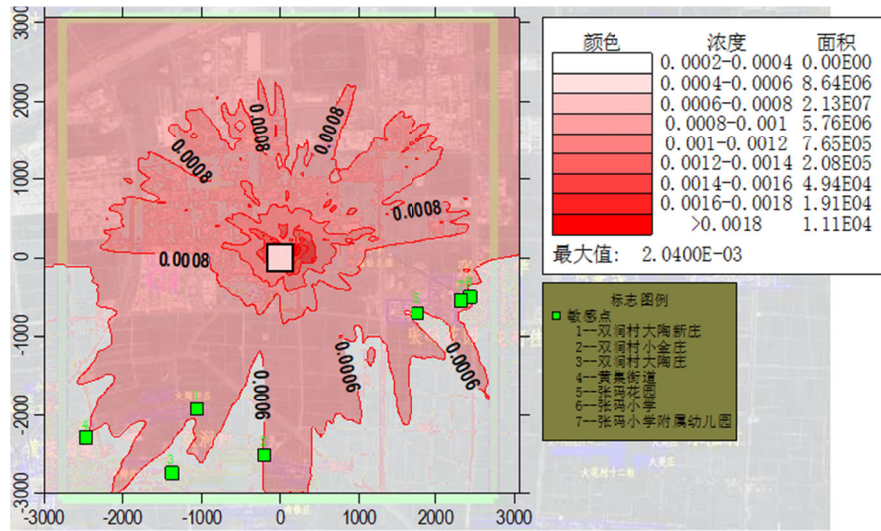 3000
2000
1000
0
-1000
-2000
-3000
-3000 -2000 -1000 0 1000 2000 3000
0.0008
0.0008
0.0008
0.0008
0.0008
0.0006
0.0006
0.0006
4
3
5
颜色 浓度 面积
0.0002-0.0004 0.00E00
0.0004-0.0006 8.64E06
0.0006-0.0008 2.13E07
0.0008-0.001 5.76E06
0.001-0.0012 7.65E05
0.0012-0.0014 2.08E05
0.0014-0.0016 4.94E04
0.0016-0.0018 1.91E04
>0.0018 1.11E04
最大值: 2.0400E-03
标志图例
敏感点
1--双涧村大陶新庄
2--双涧村小金庄
3--双涧村大陶庄
4--黄集街道
5--张码花园
6--张码小学
7--张码小学附属幼儿园